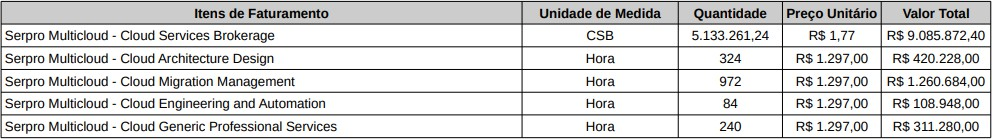 Itens de Faturamento Unidade de Medida Quantidade Preço Unitário Valor Total
Serpro Multicloud - Cloud Services Brokerage CSB 5.133.261,24 R$ 1,77 R$ 9.085.872,40
Serpro Multicloud - Cloud Architecture Design Hora 324 R$ 1.297,00 R$ 420.228,00
Serpro Multicloud - Cloud Migration Management Hora 972 R$ 1.297,00 R$ 1.260.684,00
Serpro Multicloud - Cloud Engineering and Automation Hora 84 R$ 1.297,00 R$ 108.948,00
Serpro Multicloud - Cloud Generic Professional Services Hora 240 R$ 1.297,00 R$ 311.280,00